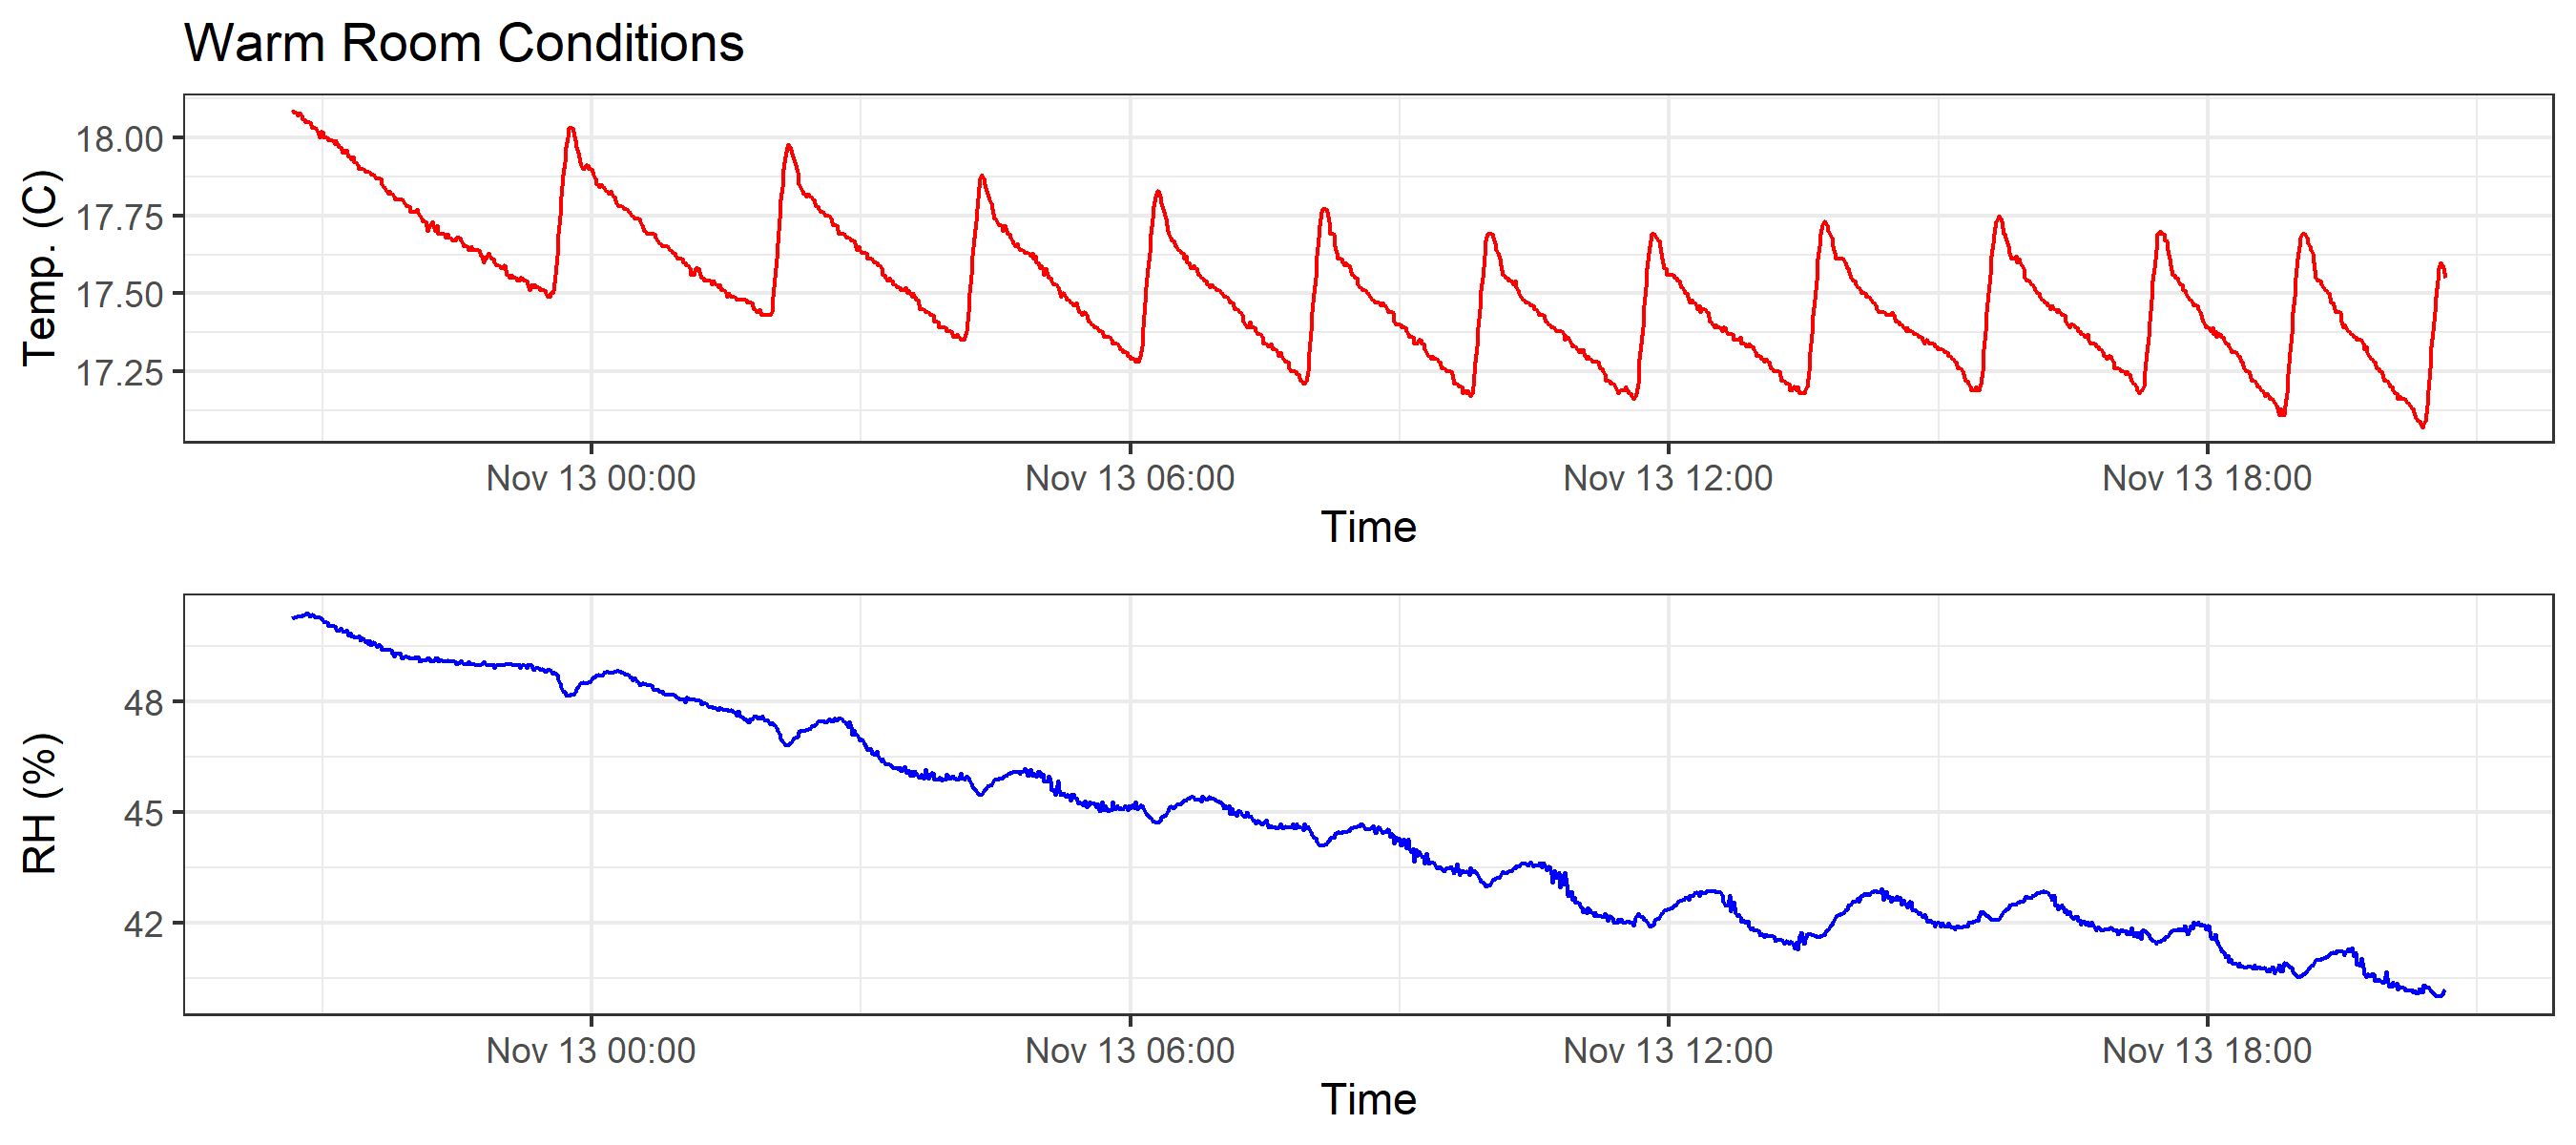 Warm Room Conditions
Temp. (C)
18.00
17.75
17.50
17.25
Nov 13 00:00 Nov 13 06:00 Nov 13 12:00 Nov 13 18:00
Time
RH (%)
48
45
42
Nov 13 00:00 Nov 13 06:00 Nov 13 12:00 Nov 13 18:00
Time